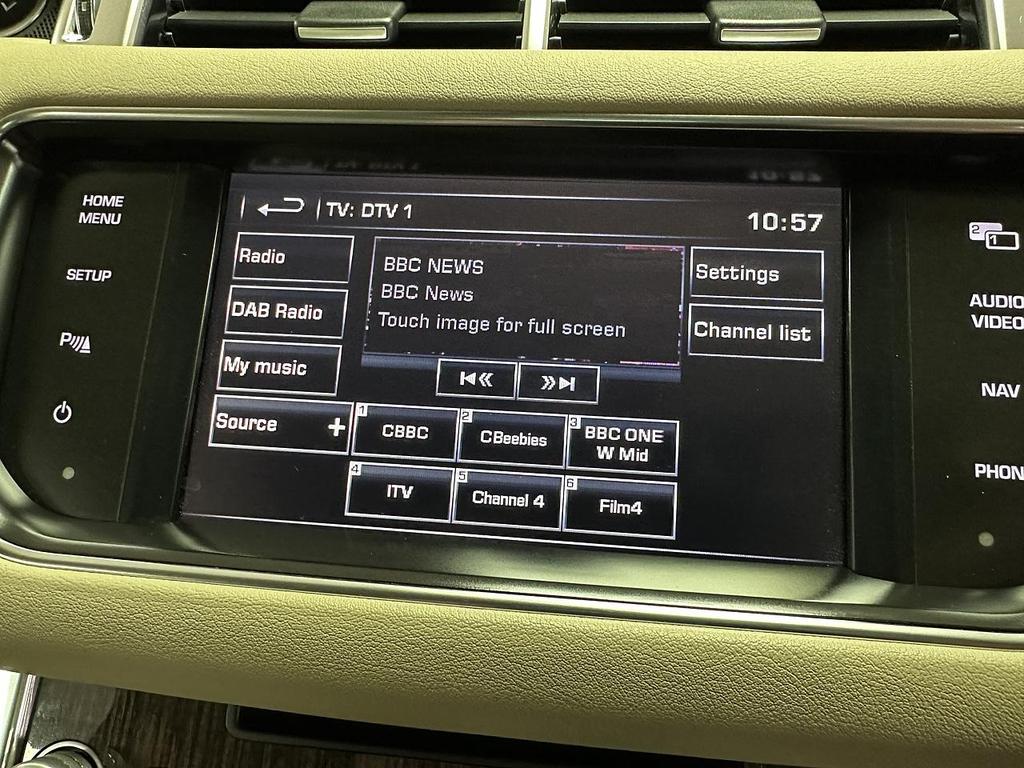 HOME
MENU
SETUP
P
TV: DTV 1
10:57
Radio
DAB Radio
My music
Source +
BBC NEWS
BBC News
Touch image for full screen
Settings
Channel list
1 CBBC
2 CBeebies
3 BBC ONE
W Mid
4 ITV
5 Channel 4
6 Film4
2
1
AUDIO
VIDEO
NAV
PHON